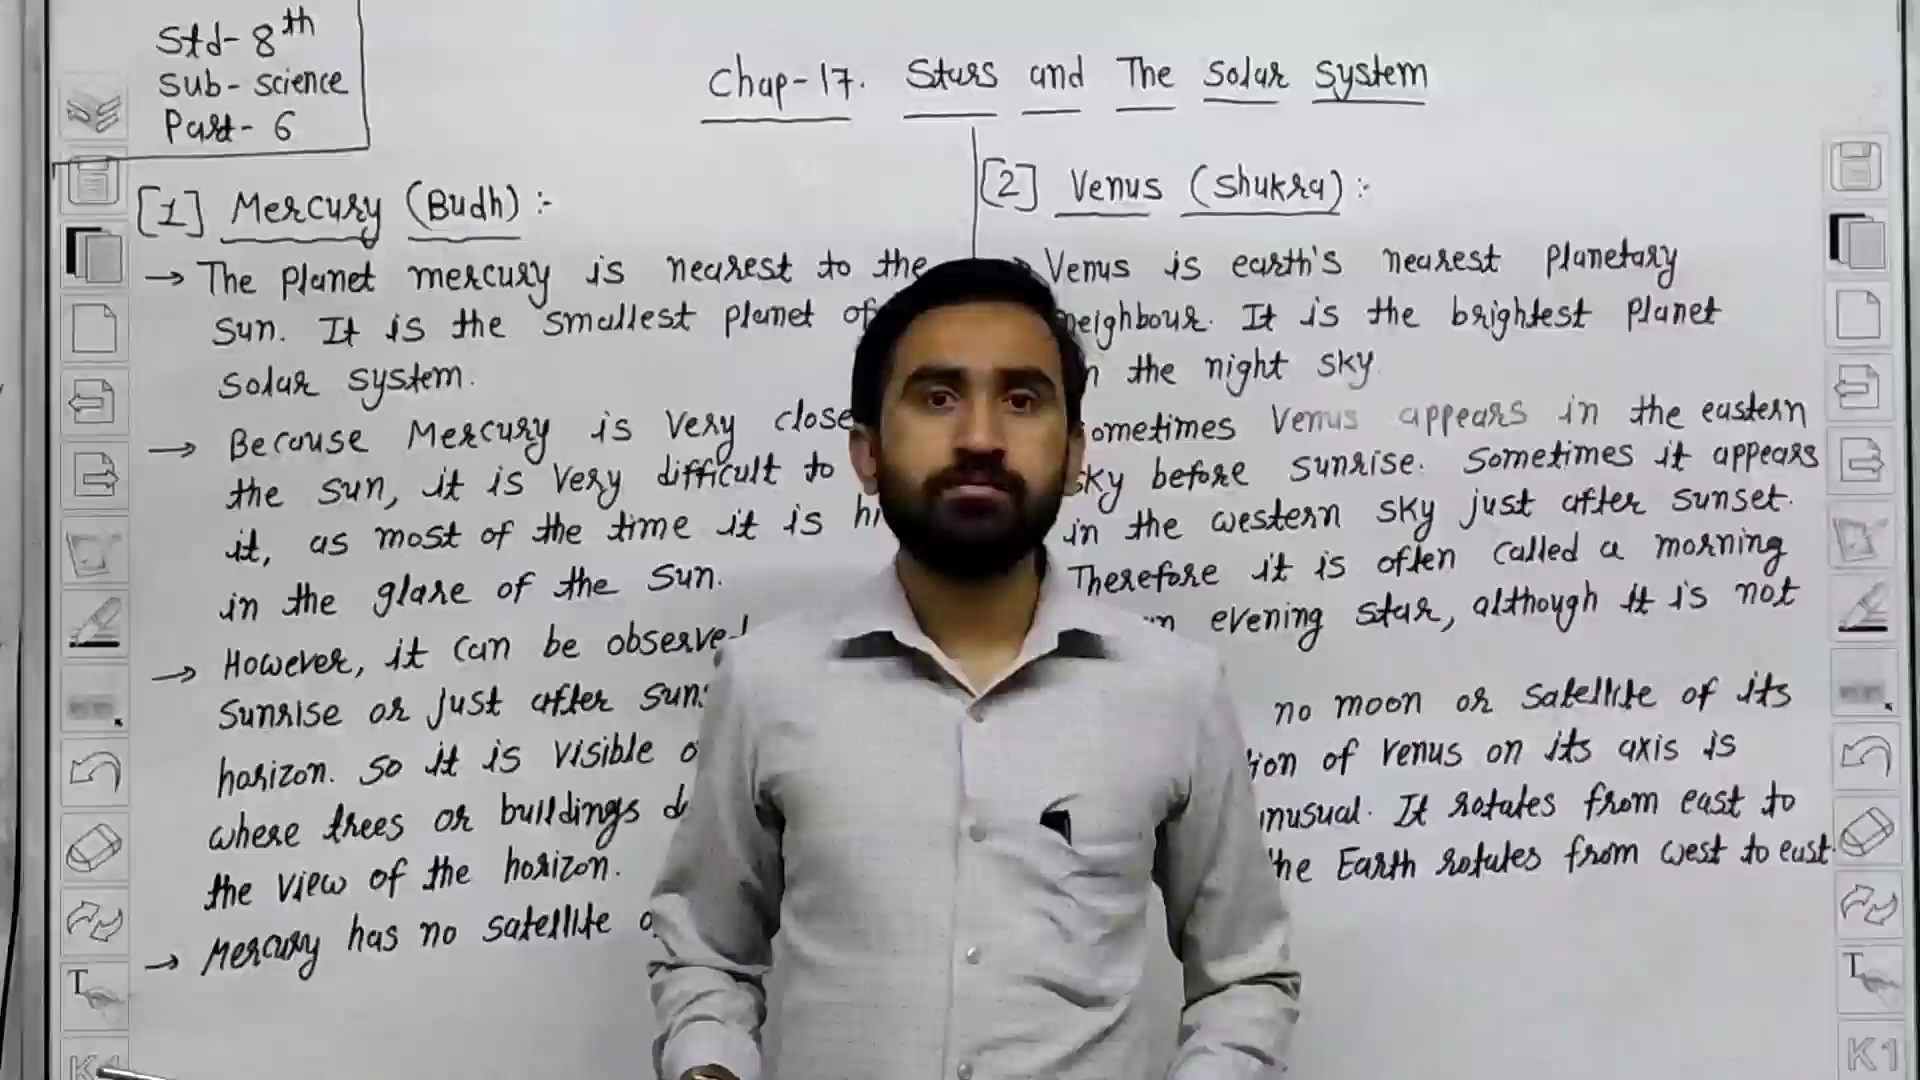 Std- 8th
Sub- science
Part- 6
Chap-17. Stars and The Solar System
[1] Mercury (Budh) :-
→ The planet mercury is nearest to the
Sun. It is the smallest planet of
Solar system.
→ Because Mercury is very close
the sun, it is very difficult to
it, as most of the time it is
in the glare of the Sun.
→ However, it can be
Sunrise or just after
horizon. So it is visible
where trees or buildings
the view of the horizon.
→ Mercury has no satellite
[2] Venus (Shukra) :-
Venus is earth's nearest planetary
neighbour. It is the brightest planet
the night sky.
Venus appears in the eastern
sky before sunrise. Sometimes it appears
in the western sky just after sunset.
Therefore it is often called a morning
evening star, although it is not
no moon or satellite of its
of Venus on its axis is
unusual. It rotates from east to
the Earth rotates from west to east.
T
T
K1